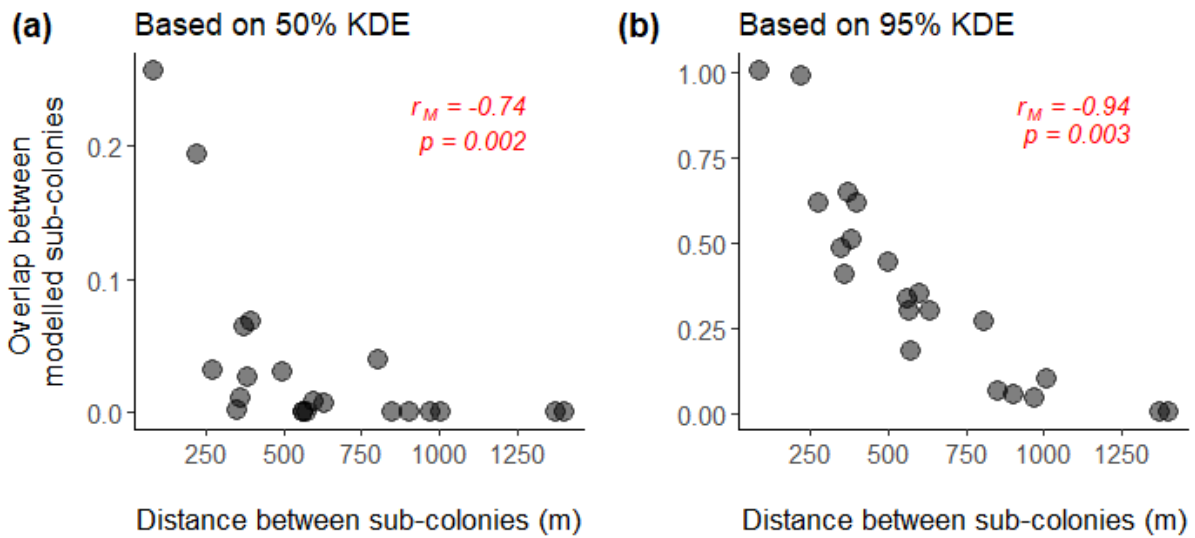 (a) Based on 50% KDE
Overlap between
modelled sub-colonies
0.2
0.1
0.0
r_M = -0.74
p = 0.002
250 500 750 1000 1250
Distance between sub-colonies (m)
(b) Based on 95% KDE
1.00
0.75
0.50
0.25
0.00
r_M = -0.94
p = 0.003
250 500 750 1000 1250
Distance between sub-colonies (m)